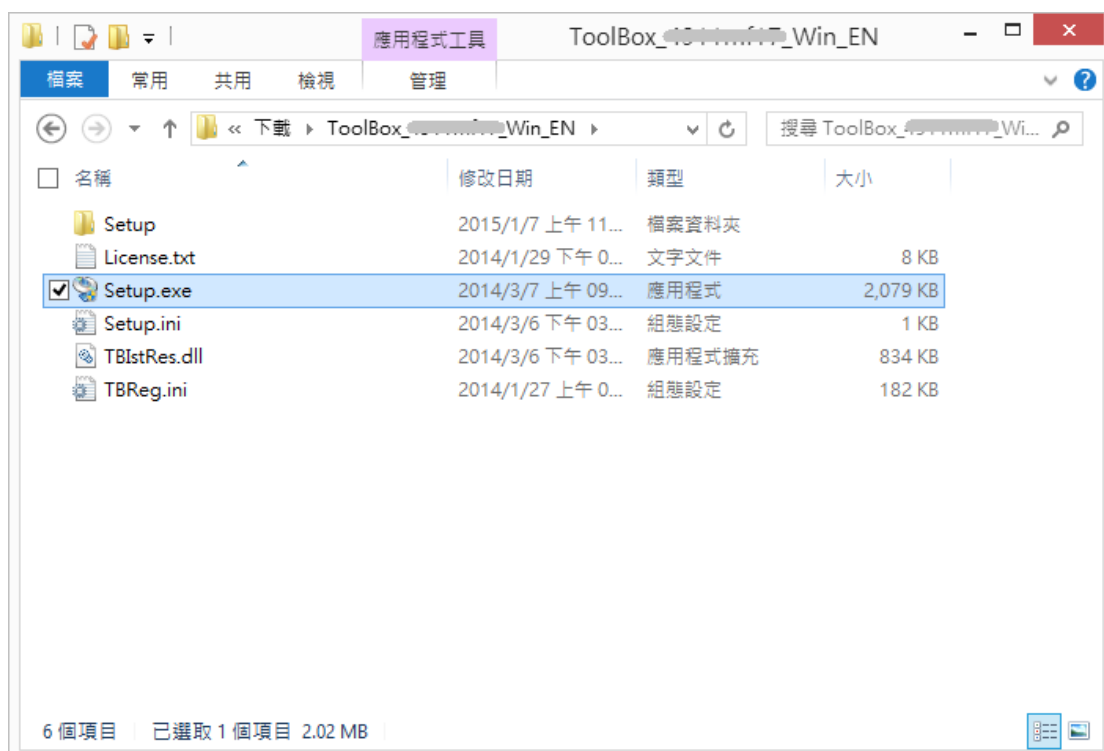 應用程式工具 ToolBox_ _Win_EN
檔案 常用 共用 檢視 管理
« 下載 ToolBox_ _Win_EN 搜尋 ToolBox_ _Wi...
名稱 修改日期 類型 大小
Setup 2015/1/7 上午 11... 檔案資料夾
License.txt 2014/1/29 下午 0... 文字文件 8 KB
Setup.exe 2014/3/7 上午 09... 應用程式 2,079 KB
Setup.ini 2014/3/6 下午 03... 組態設定 1 KB
TBIstRes.dll 2014/3/6 下午 03... 應用程式擴充 834 KB
TBReg.ini 2014/1/27 上午 0... 組態設定 182 KB
6 個項目 已選取 1 個項目 2.02 MB